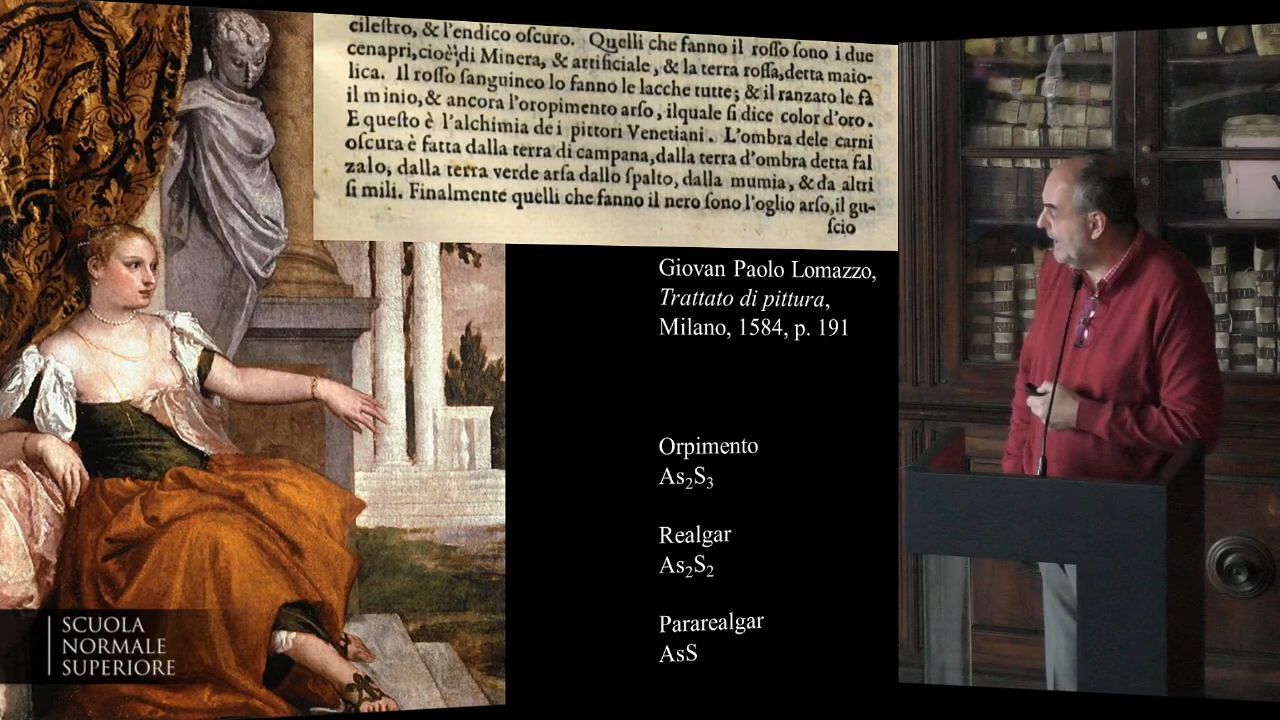 cileſtro, & l'endico oſcuro. Quelli che fanno il roſſo ſono i due
cenapri, cioè; di Minera, & artificiale, & la terra roſſa, detta maio-
lica. Il roſſo ſanguineo lo fanno le lacche tutte; & il ranzato le fà
il minio, & ancora l'oropimento arſo, ilquale ſi dice color d'oro.
E queſto è l'alchimia de i pittori Venetiani. L'ombra dele carni
oſcura è fatta dalla terra di campana, dalla terra d'ombra detta fal
zalo, dalla terra verde arſa dallo ſpalto, dalla mumia, & da altri
ſi mili. Finalmente quelli che fanno il nero ſono l'oglio arſo, il gu-
ſcio
Giovan Paolo Lomazzo,
Trattato di pittura,
Milano, 1584, p. 191
Orpimento
As₂S₃
Realgar
As₂S₂
Pararealgar
AsS
SCUOLA
NORMALE
SUPERIORE